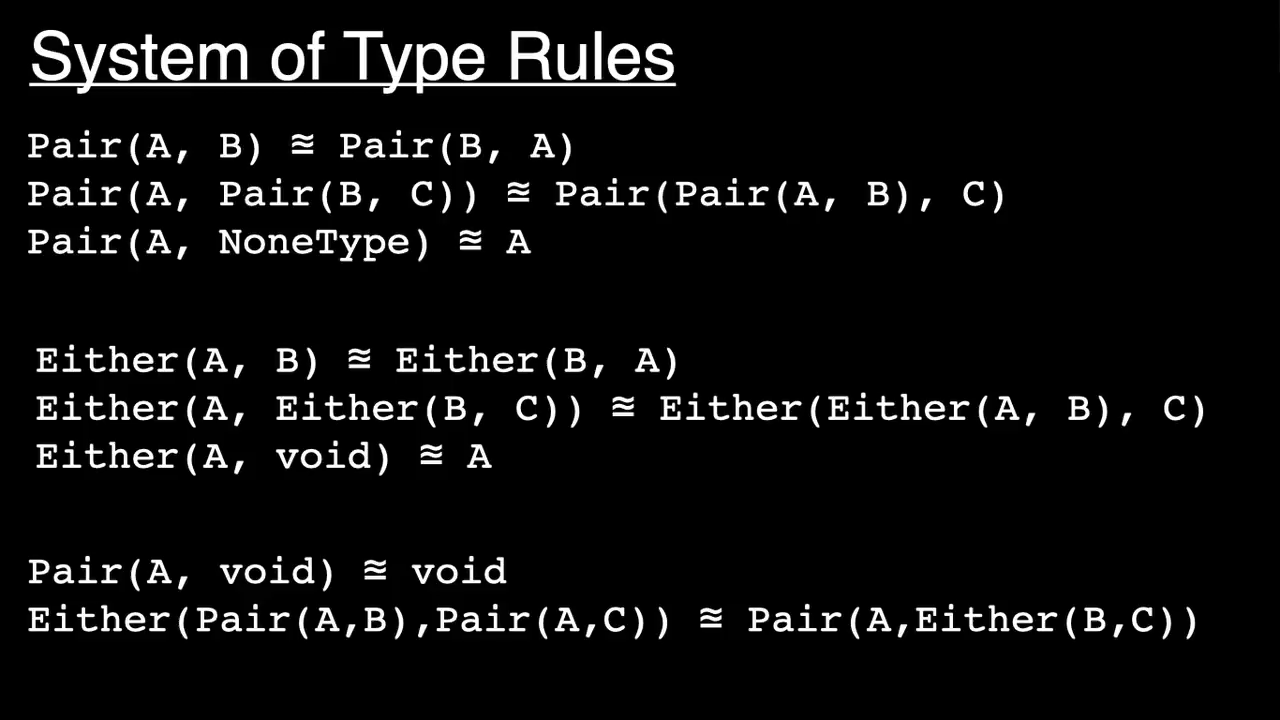 System of Type Rules
Pair(A, B) ≊ Pair(B, A)
Pair(A, Pair(B, C)) ≊ Pair(Pair(A, B), C)
Pair(A, NoneType) ≊ A
Either(A, B) ≊ Either(B, A)
Either(A, Either(B, C)) ≊ Either(Either(A, B), C)
Either(A, void) ≊ A
Pair(A, void) ≊ void
Either(Pair(A,B),Pair(A,C)) ≊ Pair(A,Either(B,C))